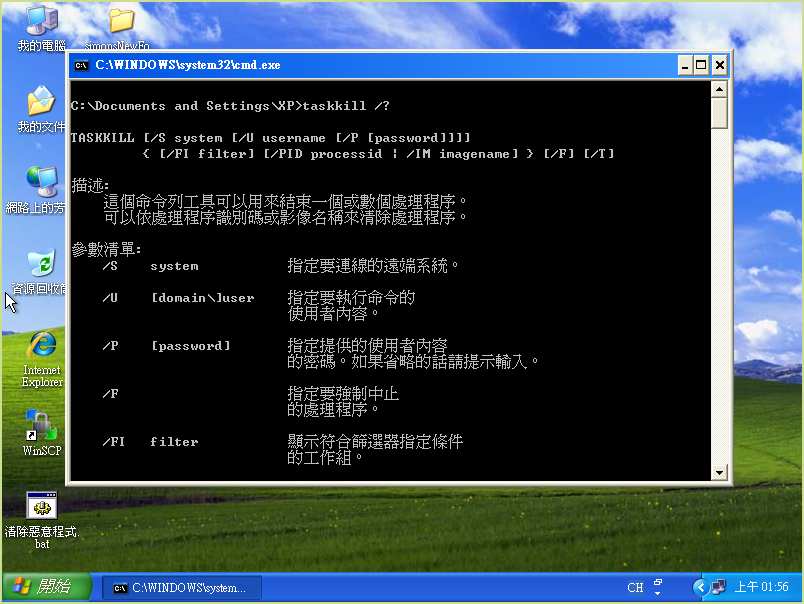 我的電腦
simonsNewFo
我的文件
網路上的芳
資源回收筒
Internet
Explorer
WinSCP
清除惡意程式.
bat
C:\WINDOWS\system32\cmd.exe
C:\Documents and Settings\XP>taskkill /?
TASKKILL [/S system [/U username [/P [password]]]]
{ [/FI filter] [/PID processid | /IM imagename] } [/F] [/T]
描述:
這個命令列工具可以用來結束一個或數個處理程序。
可以依處理程序識別碼或影像名稱來清除處理程序。
參數清單:
/S system 指定要連線的遠端系統。
/U [domain\]user 指定要執行命令的
使用者內容。
/P [password] 指定提供的使用者內容
的密碼。如果省略的話請提示輸入。
/F 指定要強制中止
的處理程序。
/FI filter 顯示符合篩選器指定條件
的工作組。
開始
C:\WINDOWS\system...
CH
上午 01:56